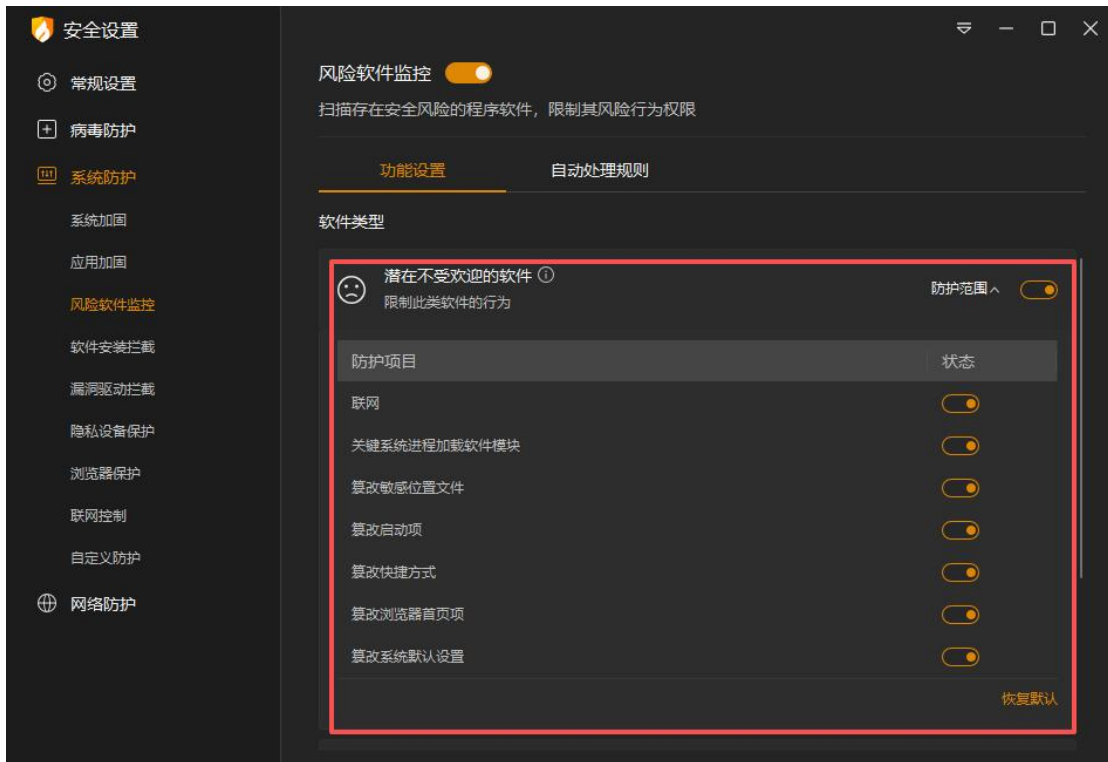 安全设置
常规设置
病毒防护
系统防护
系统加固
应用加固
风险软件监控
软件安装拦截
漏洞驱动拦截
隐私设备保护
浏览器保护
联网控制
自定义防护
网络防护
风险软件监控
扫描存在安全风险的程序软件，限制其风险行为权限
功能设置 自动处理规则
软件类型
潜在不受欢迎的软件
限制此类软件的行为
防护范围
防护项目 状态
联网
关键系统进程加载软件模块
篡改敏感位置文件
篡改启动项
篡改快捷方式
篡改浏览器首页项
篡改系统默认设置
恢复默认